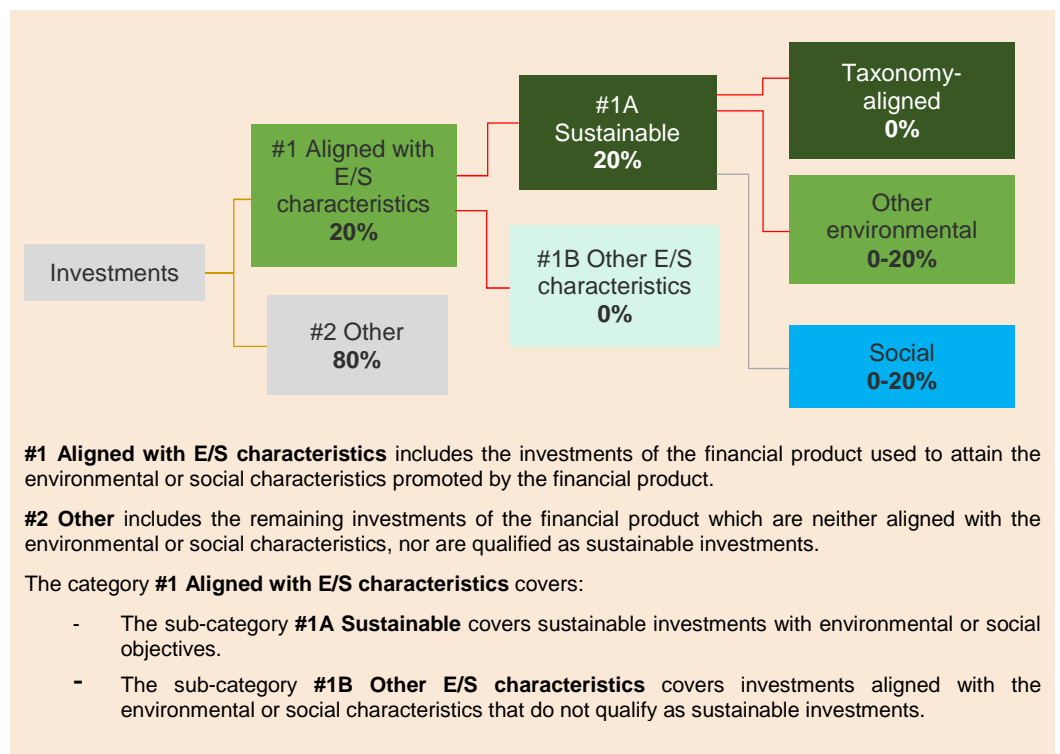 Investments
#1 Aligned with
E/S
characteristics
20%
#2 Other
80%
#1A
Sustainable
20%
#1B Other E/S
characteristics
0%
Taxonomy-
aligned
0%
Other
environmental
0-20%
Social
0-20%
#1 Aligned with E/S characteristics includes the investments of the financial product used to attain the
environmental or social characteristics promoted by the financial product.
#2 Other includes the remaining investments of the financial product which are neither aligned with the
environmental or social characteristics, nor are qualified as sustainable investments.
The category #1 Aligned with E/S characteristics covers:
- The sub-category #1A Sustainable covers sustainable investments with environmental or social
objectives.
- The sub-category #1B Other E/S characteristics covers investments aligned with the
environmental or social characteristics that do not qualify as sustainable investments.